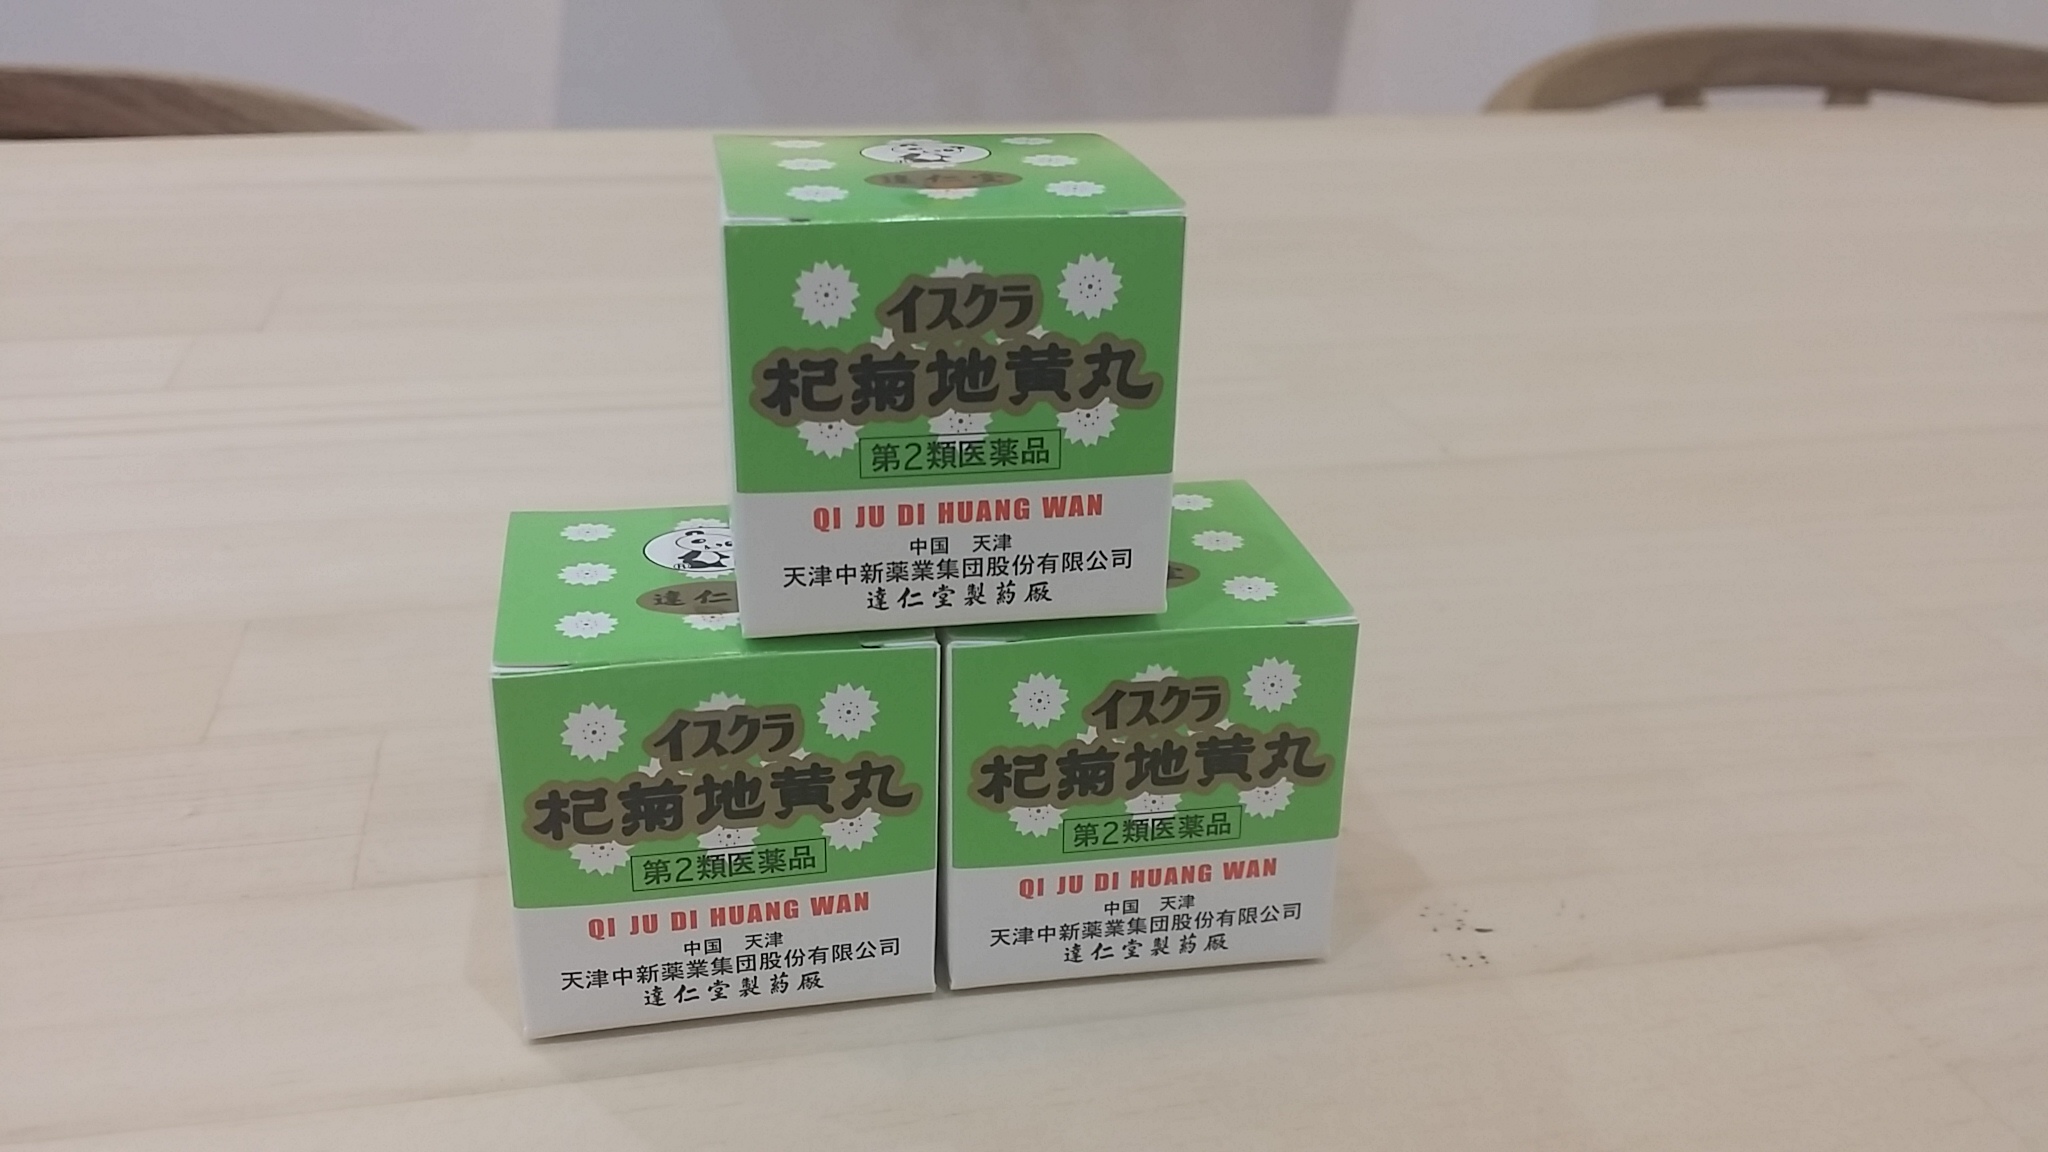 達仁堂
イスクラ
杞菊地黄丸
第2類医薬品
QI JU DI HUANG WAN
中国 天津
天津中新薬業集団股份有限公司
達仁堂製葯厰
達仁
イスクラ
杞菊地黄丸
第2類医薬品
QI JU DI HUANG WAN
中国 天津
天津中新薬業集団股份有限公司
達仁堂製葯厰
イスクラ
杞菊地黄丸
第2類医薬品
QI JU DI HUANG WAN
中国 天津
天津中新薬業集団股份有限公司
達仁堂製葯厰